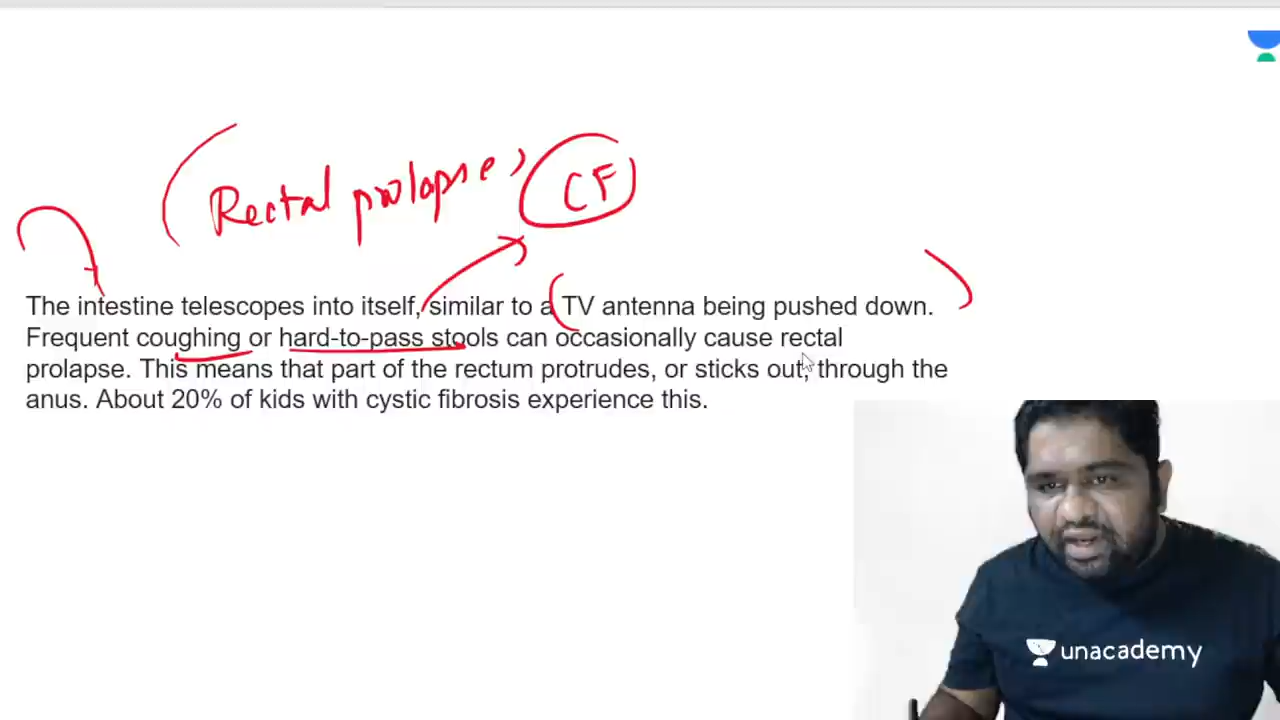 Rectal prolapse, CF
The intestine telescopes into itself, similar to a TV antenna being pushed down.
Frequent coughing or hard-to-pass stools can occasionally cause rectal
prolapse. This means that part of the rectum protrudes, or sticks out, through the
anus. About 20% of kids with cystic fibrosis experience this.
unacademy